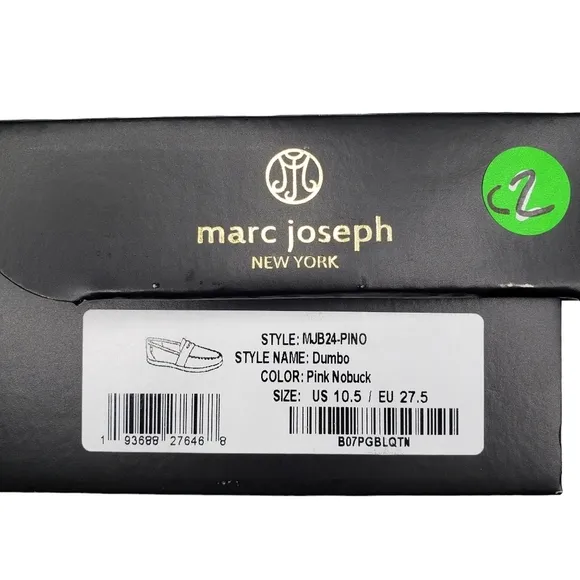 marc joseph
NEW YORK
C2
STYLE: MJB24-PINO
STYLE NAME: Dumbo
COLOR: Pink Nobuck
SIZE: US 10.5 / EU 27.5
1 93688 27646 8
B07PGBLQTN